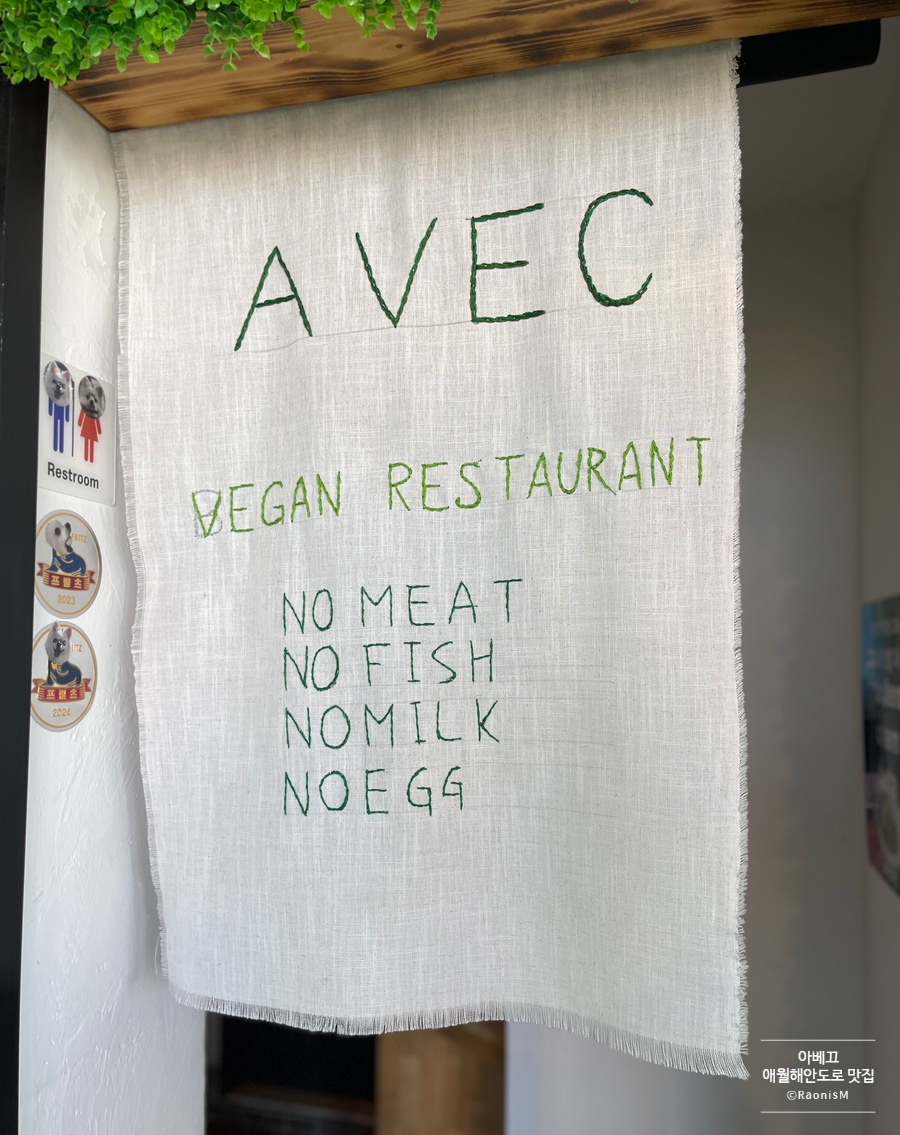 AVEC
VEGAN RESTAURANT
NO MEAT
NO FISH
NO MILK
NO EGG
Restroom
FRITZ
프릳츠
2023
프릳츠
2024
아베끄
애월해안도로 맛집
©RaonisM